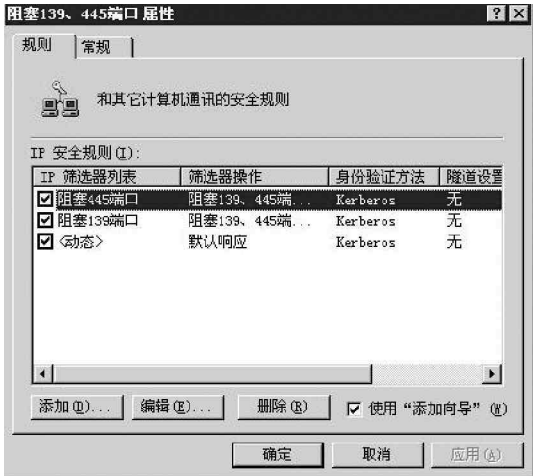 阻塞139、445端口 属性
规则 常规
和其它计算机通讯的安全规则
IP 安全规则(I):
IP 筛选器列表 筛选器操作 身份验证方法 隧道设置
阻塞445端口 阻塞139、445端... Kerberos 无
阻塞139端口 阻塞139、445端... Kerberos 无
<动态> 默认响应 Kerberos 无
添加(D)... 编辑(E)... 删除(R) 使用“添加向导”(W)
确定 取消 应用(A)